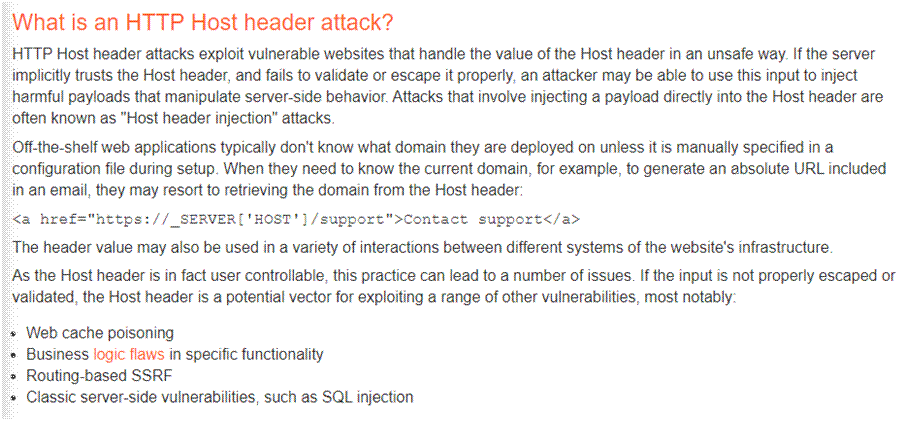 What is an HTTP Host header attack?
HTTP Host header attacks exploit vulnerable websites that handle the value of the Host header in an unsafe way. If the server
implicitly trusts the Host header, and fails to validate or escape it properly, an attacker may be able to use this input to inject
harmful payloads that manipulate server-side behavior. Attacks that involve injecting a payload directly into the Host header are
often known as "Host header injection" attacks.
Off-the-shelf web applications typically don't know what domain they are deployed on unless it is manually specified in a
configuration file during setup. When they need to know the current domain, for example, to generate an absolute URL included
in an email, they may resort to retrieving the domain from the Host header:
<a href="https://_SERVER['HOST']/support">Contact support</a>
The header value may also be used in a variety of interactions between different systems of the website's infrastructure.
As the Host header is in fact user controllable, this practice can lead to a number of issues. If the input is not properly escaped or
validated, the Host header is a potential vector for exploiting a range of other vulnerabilities, most notably:
• Web cache poisoning
• Business logic flaws in specific functionality
• Routing-based SSRF
• Classic server-side vulnerabilities, such as SQL injection